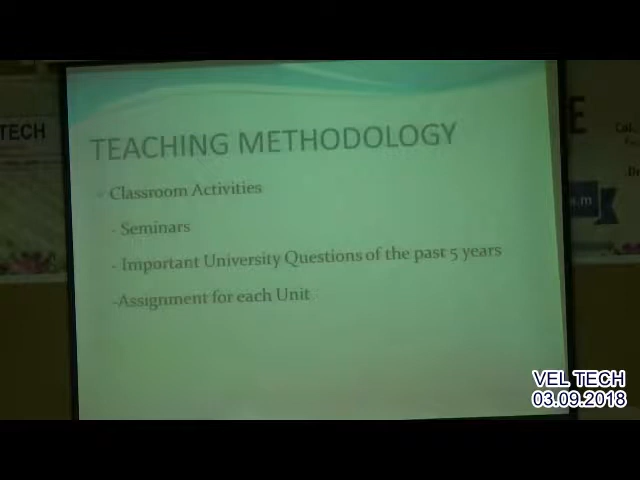 TECH
TEACHING METHODOLOGY
Classroom Activities
- Seminars
- Important University Questions of the past 5 years
-Assignment for each Unit
VEL TECH
03.09.2018